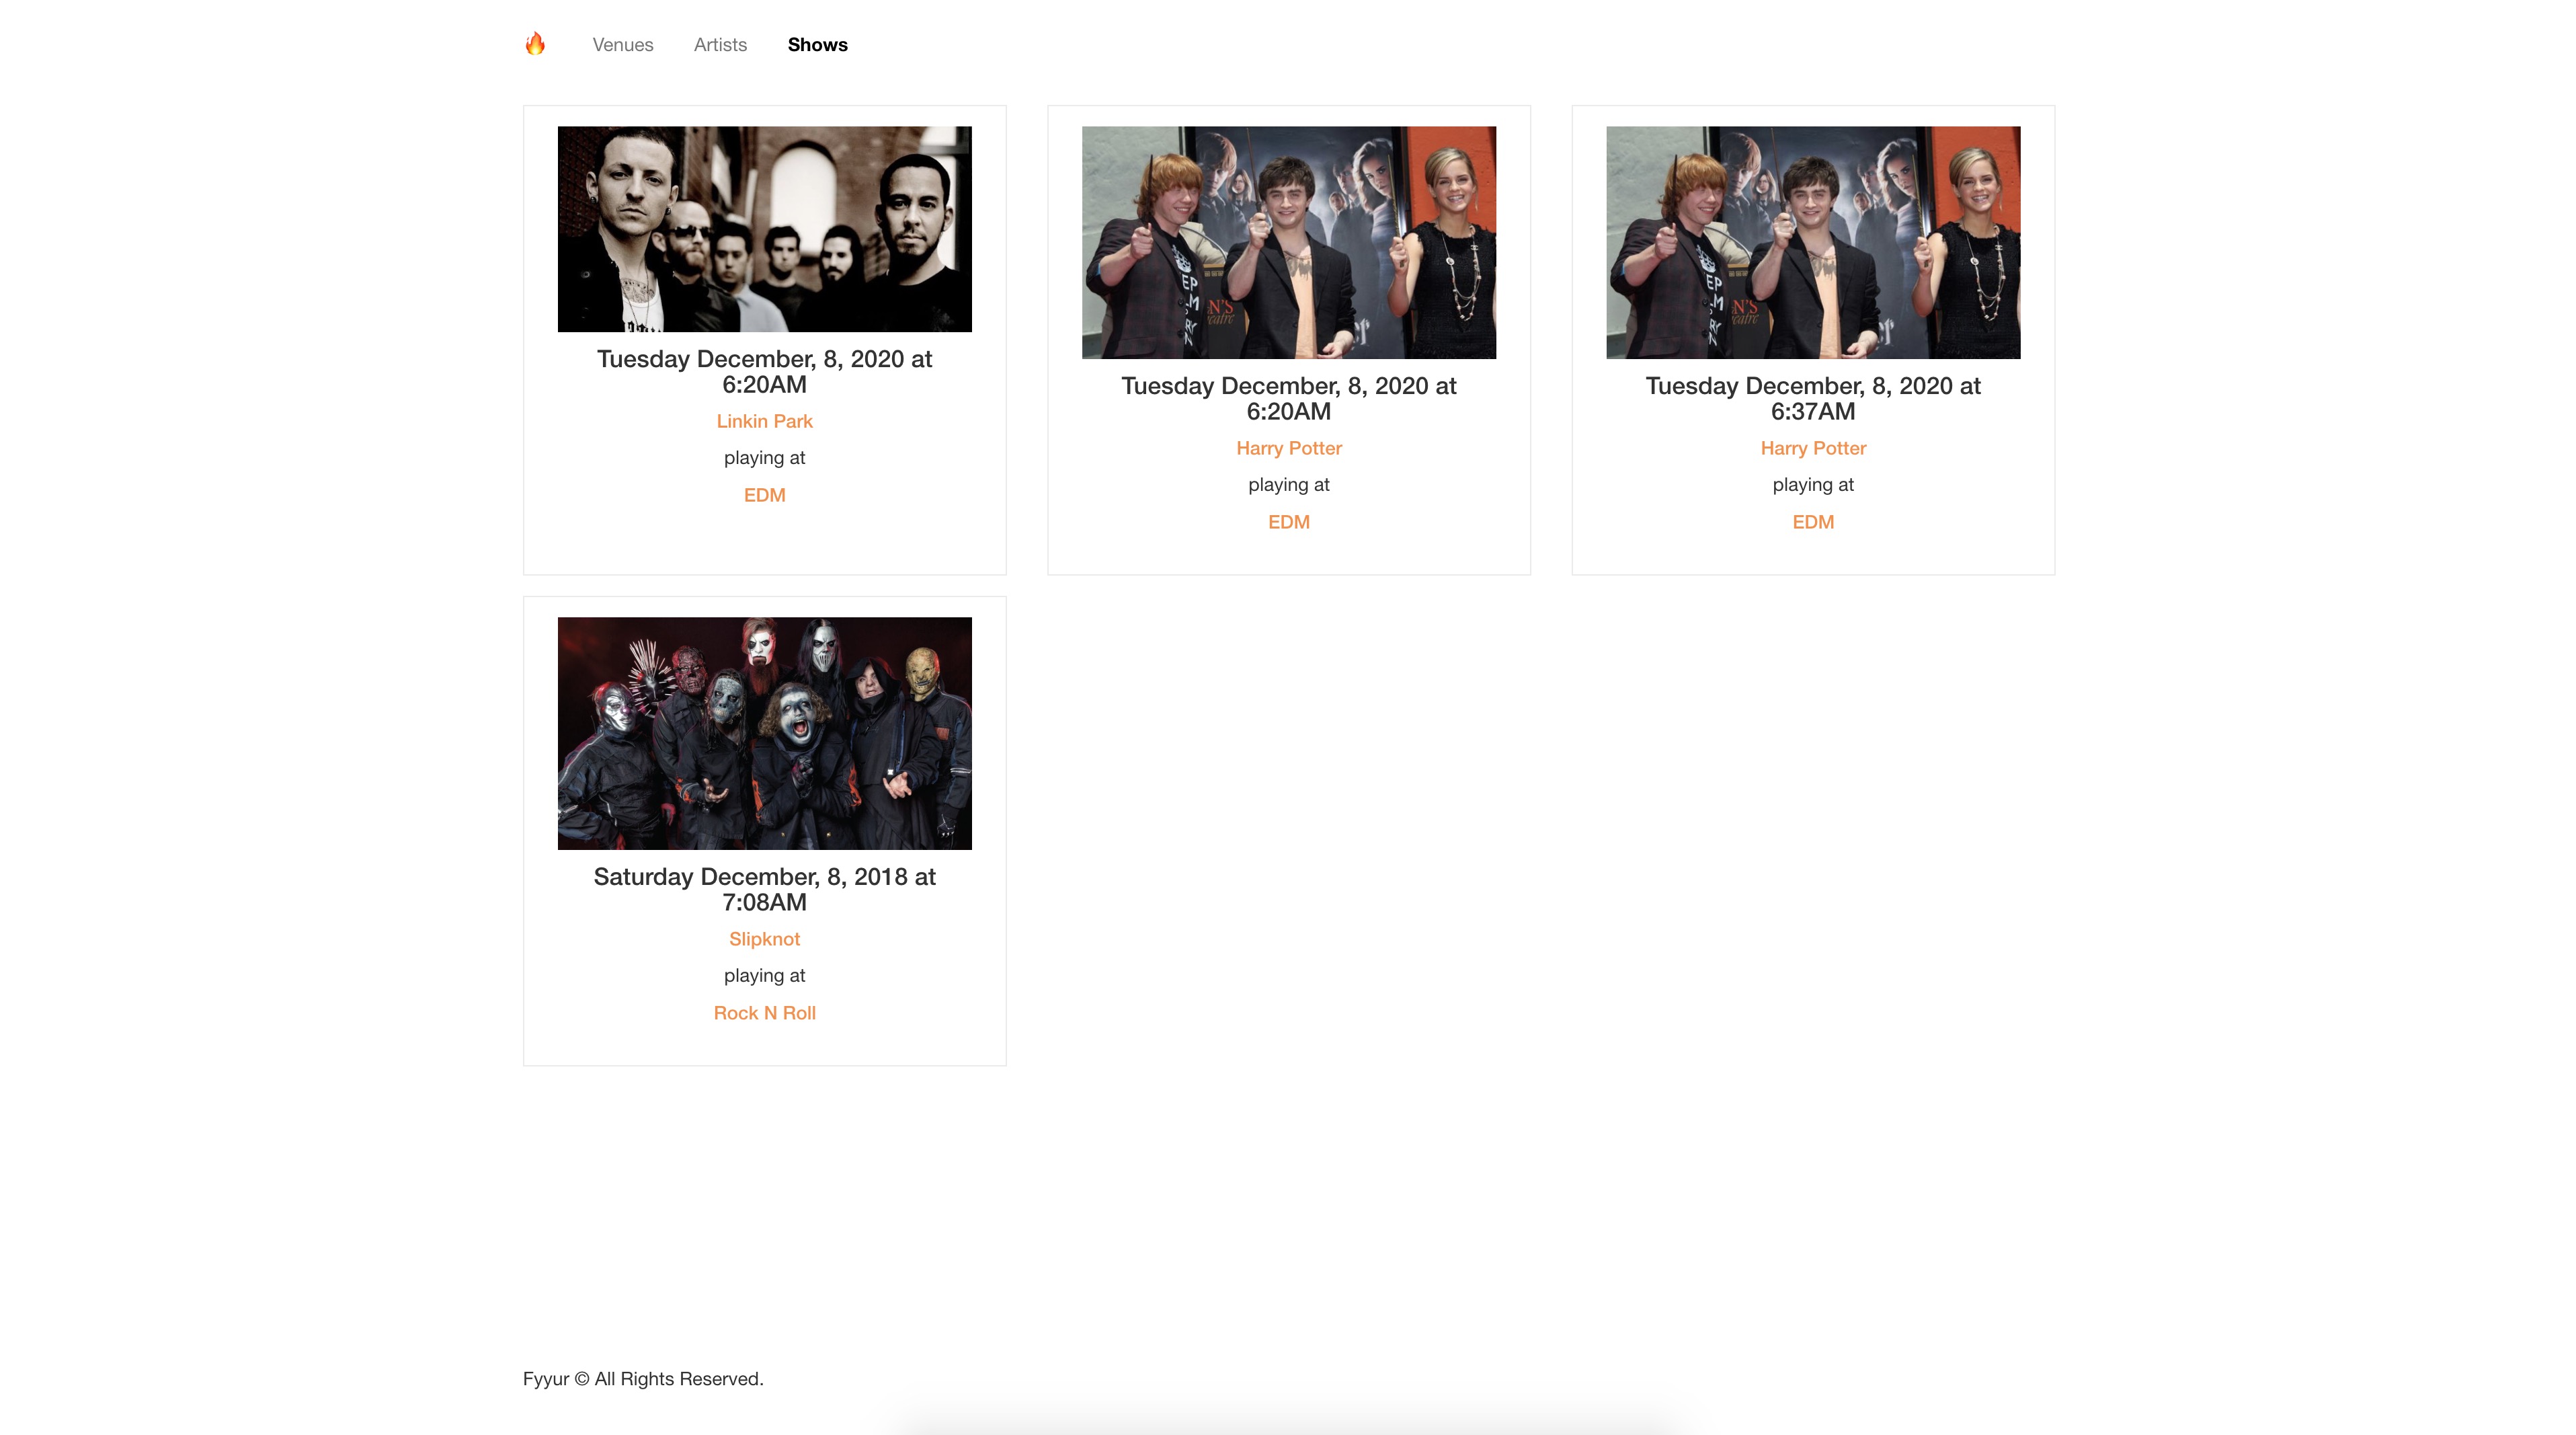 Venues Artists Shows
Tuesday December, 8, 2020 at
6:20AM
Linkin Park
playing at
EDM
Tuesday December, 8, 2020 at
6:20AM
Harry Potter
playing at
EDM
Tuesday December, 8, 2020 at
6:37AM
Harry Potter
playing at
EDM
Saturday December, 8, 2018 at
7:08AM
Slipknot
playing at
Rock N Roll
Fyyur © All Rights Reserved.